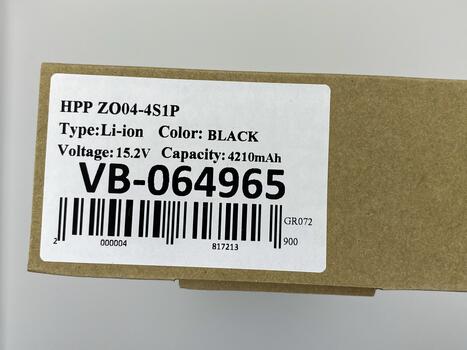 HPP ZO04-4S1P
Type:Li-ion Color: BLACK
Voltage: 15.2V Capacity: 4210mAh
VB-064965
GR072
2 000004 817213 900